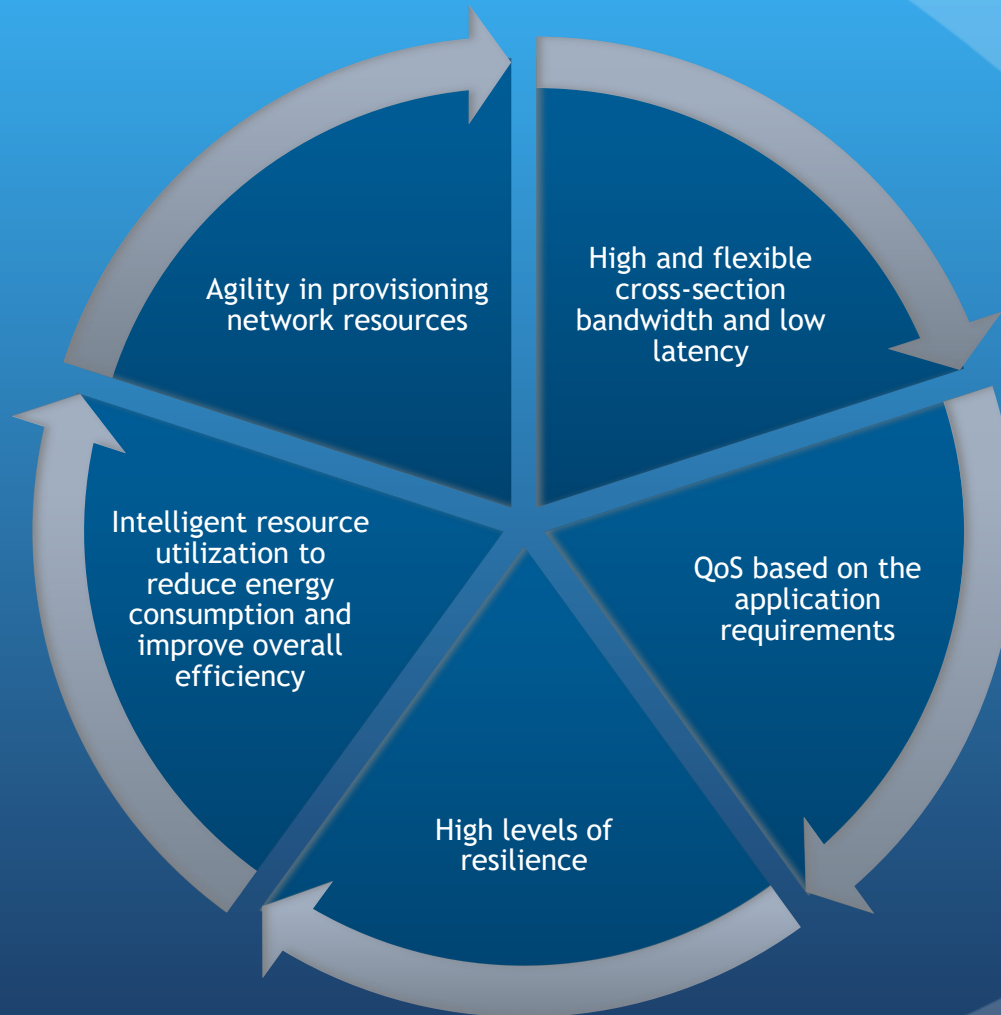 High and flexible
cross-section
bandwidth and low
latency
QoS based on the
application
requirements
High levels of
resilience
Intelligent resource
utilization to
reduce energy
consumption and
improve overall
efficiency
Agility in provisioning
network resources